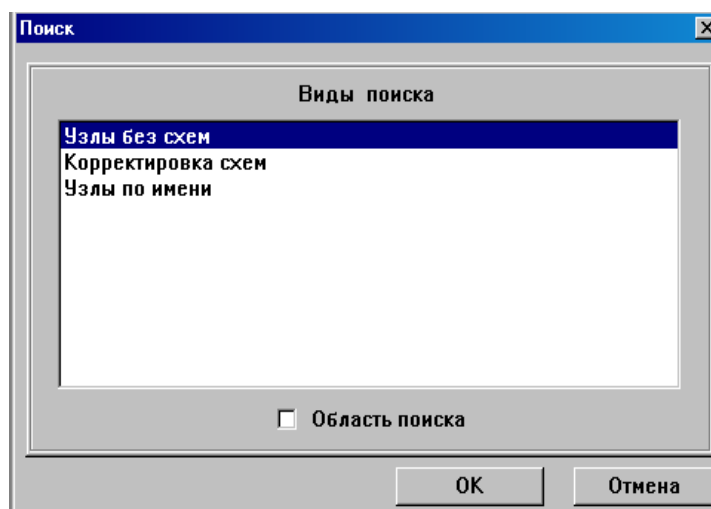 Поиск
Виды поиска
Узлы без схем
Корректировка схем
Узлы по имени
Область поиска
OK Отмена